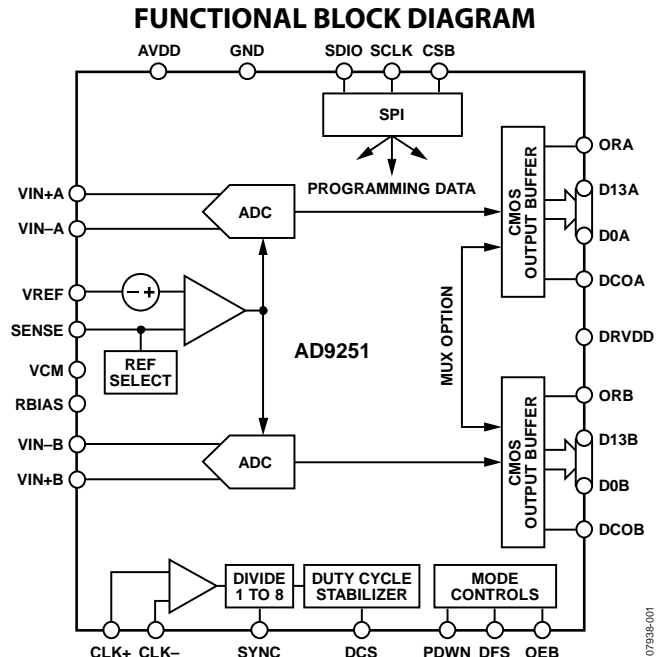 FUNCTIONAL BLOCK DIAGRAM
AVDD
GND
SDIO
SCLK
CSB
SPI
PROGRAMMING DATA
VIN+A
VIN–A
ADC
CMOS
OUTPUT BUFFER
ORA
D13A
D0A
DCOA
VREF
– +
SENSE
REF
SELECT
AD9251
MUX OPTION
DRVDD
VCM
RBIAS
VIN–B
VIN+B
ADC
CMOS
OUTPUT BUFFER
ORB
D13B
D0B
DCOB
DIVIDE
1 TO 8
DUTY CYCLE
STABILIZER
MODE
CONTROLS
CLK+
CLK–
SYNC
DCS
PDWN
DFS
OEB
07938-001